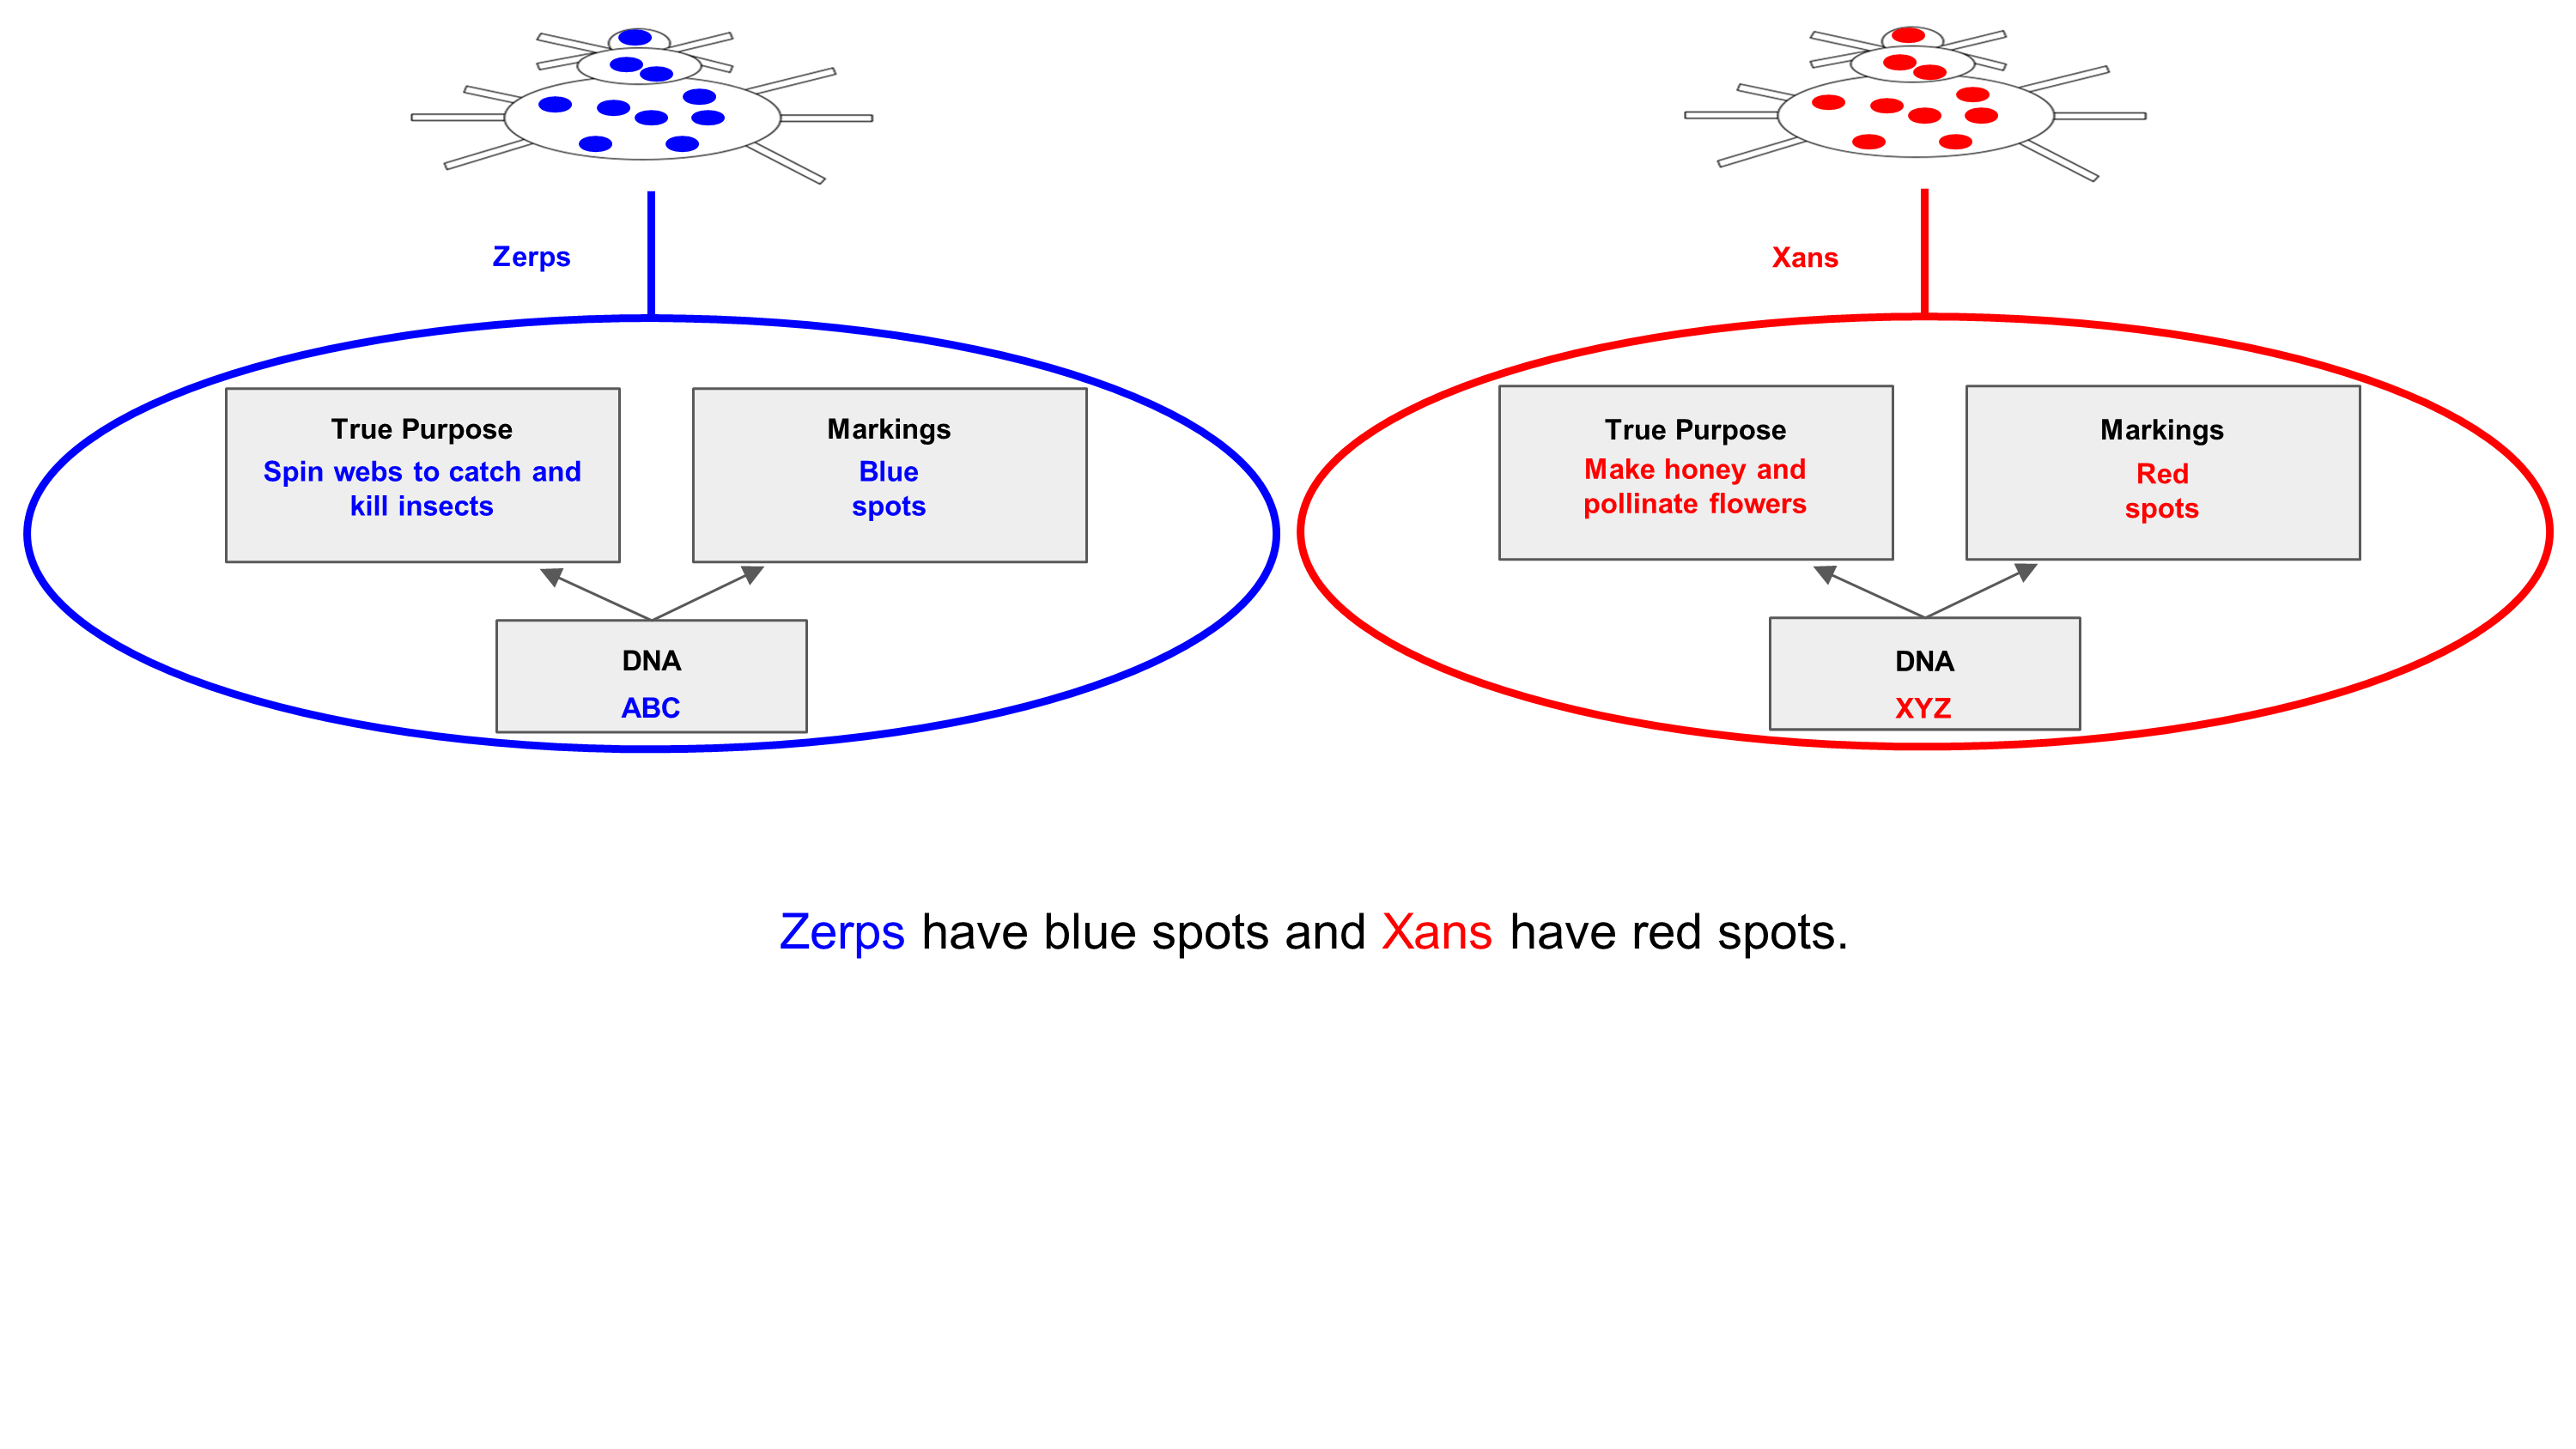 Zerps
Xans
True Purpose
Spin webs to catch and
kill insects
Markings
Blue
spots
DNA
ABC
True Purpose
Make honey and
pollinate flowers
Markings
Red
spots
DNA
XYZ
Zerps have blue spots and Xans have red spots.